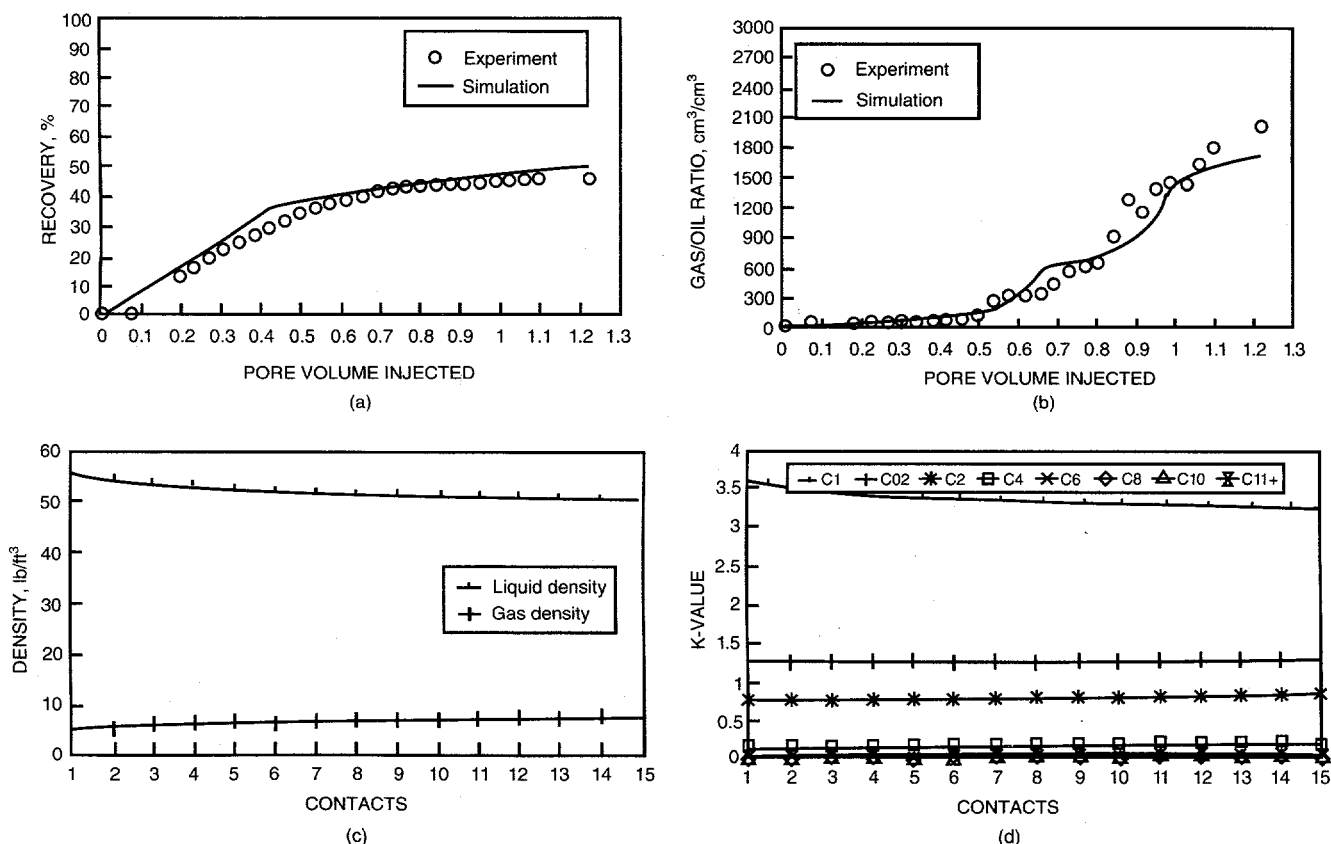 100
90
80
70
60
50
40
30
20
10
0
RECOVERY, %
Experiment
Simulation
0 0.1 0.2 0.3 0.4 0.5 0.6 0.7 0.8 0.9 1 1.1 1.2 1.3
PORE VOLUME INJECTED
(a)
3000
2700
2400
2100
1800
1500
1200
900
600
300
0
GAS/OIL RATIO, cm³/cm³
Experiment
Simulation
0 0.1 0.2 0.3 0.4 0.5 0.6 0.7 0.8 0.9 1 1.1 1.2 1.3
PORE VOLUME INJECTED
(b)
60
50
40
30
20
10
0
DENSITY, lb/ft³
Liquid density
Gas density
1 2 3 4 5 6 7 8 9 10 11 12 13 14 15
CONTACTS
(c)
4
3.5
3
2.5
2
1.5
1
0.5
0
K-VALUE
C1 C02 C2 C4 C6 C8 C10 C11+
1 2 3 4 5 6 7 8 9 10 11 12 13 14 15
CONTACTS
(d)